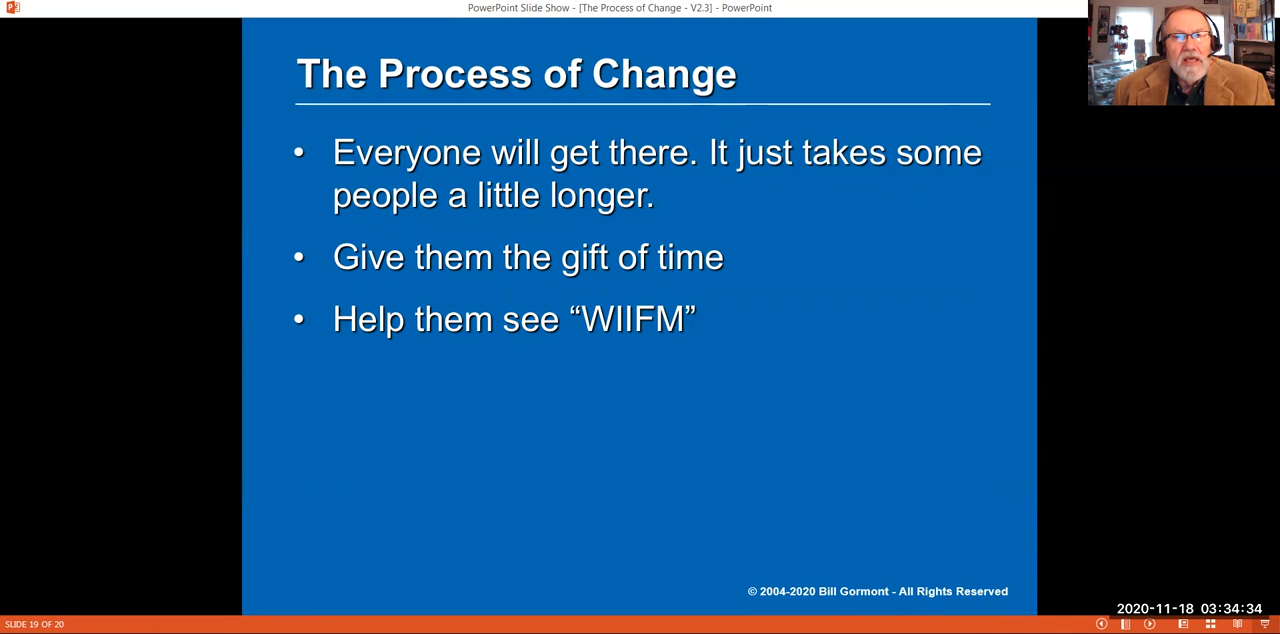 PowerPoint Slide Show - [The Process of Change - V2.3] - PowerPoint
The Process of Change
• Everyone will get there. It just takes some
people a little longer.
• Give them the gift of time
• Help them see “WIIFM”
© 2004-2020 Bill Gormont - All Rights Reserved
2020-11-18 03:34:34
SLIDE 19 OF 20